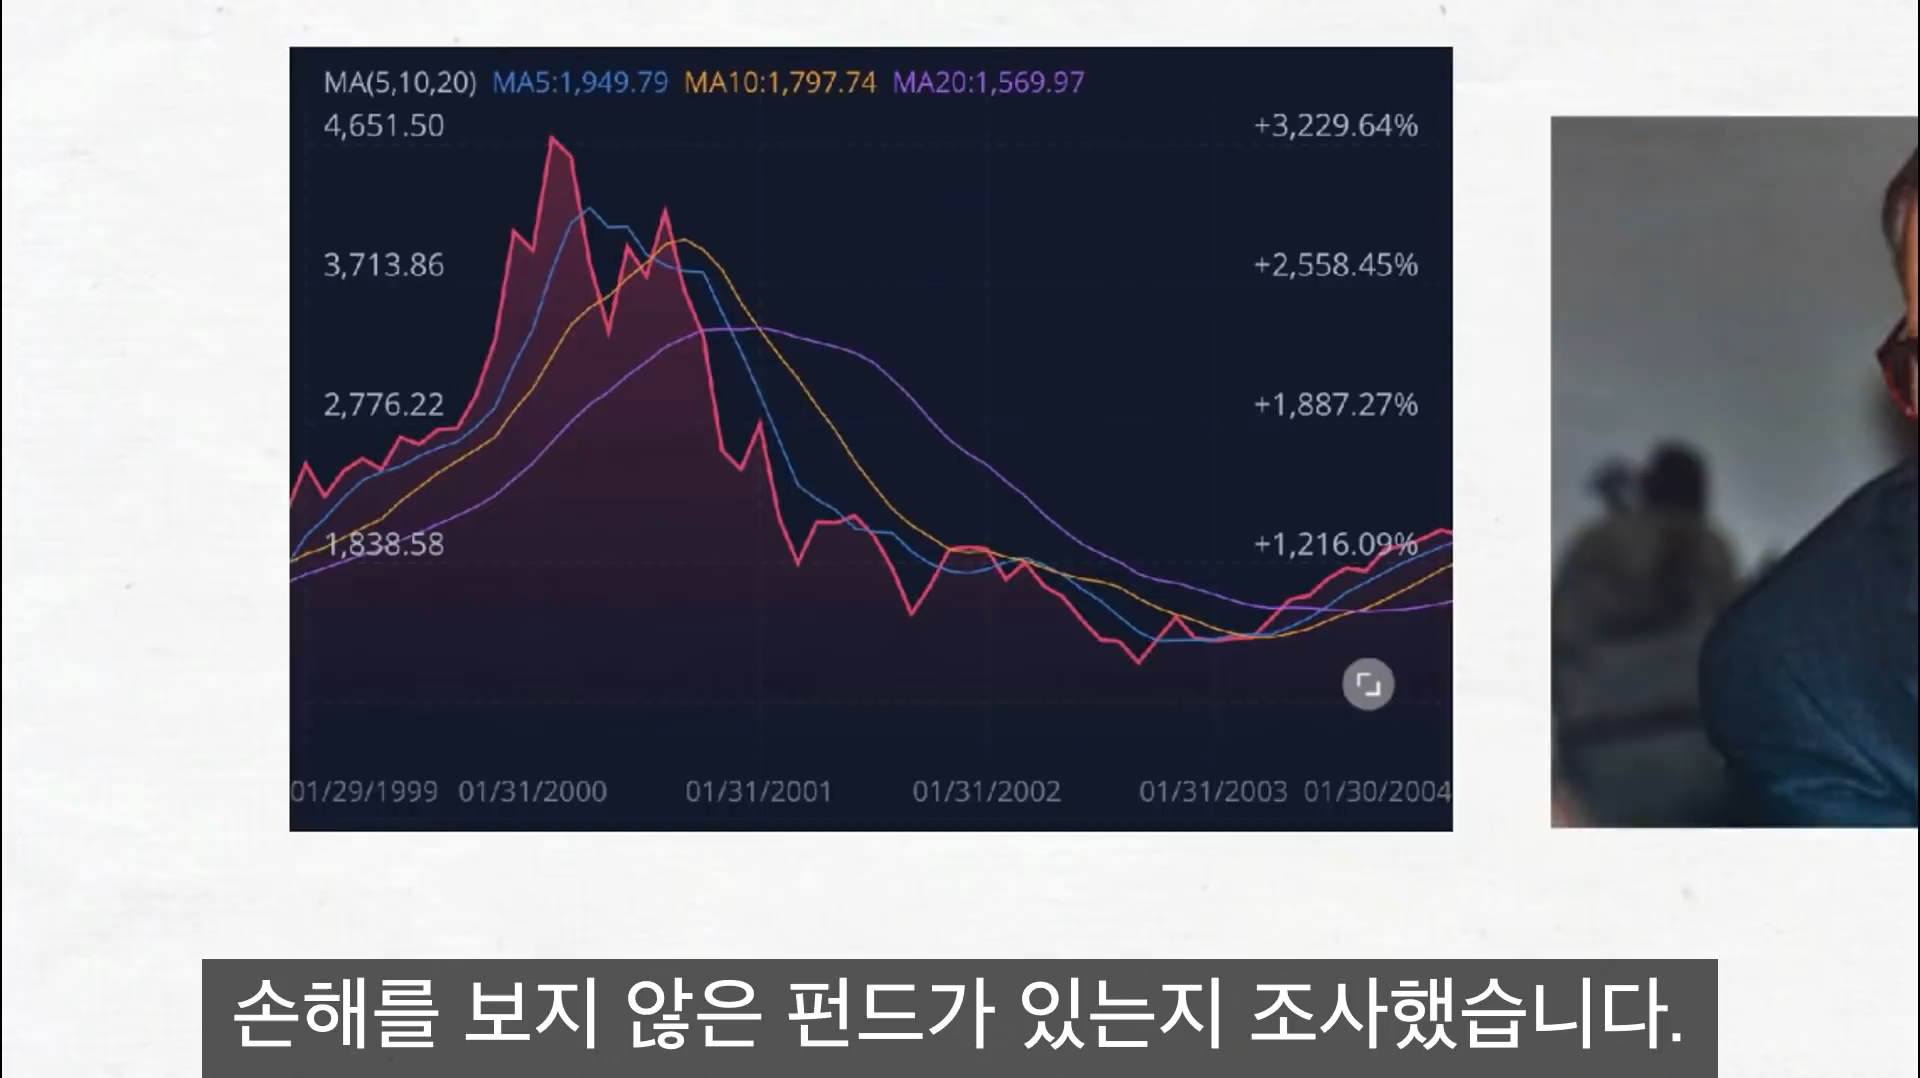 MA(5,10,20) MA5:1,949.79 MA10:1,797.74 MA20:1,569.97
4,651.50 +3,229.64%
3,713.86 +2,558.45%
2,776.22 +1,887.27%
1,838.58 +1,216.09%
01/29/1999 01/31/2000 01/31/2001 01/31/2002 01/31/2003 01/30/2004
손해를 보지 않은 펀드가 있는지 조사했습니다.